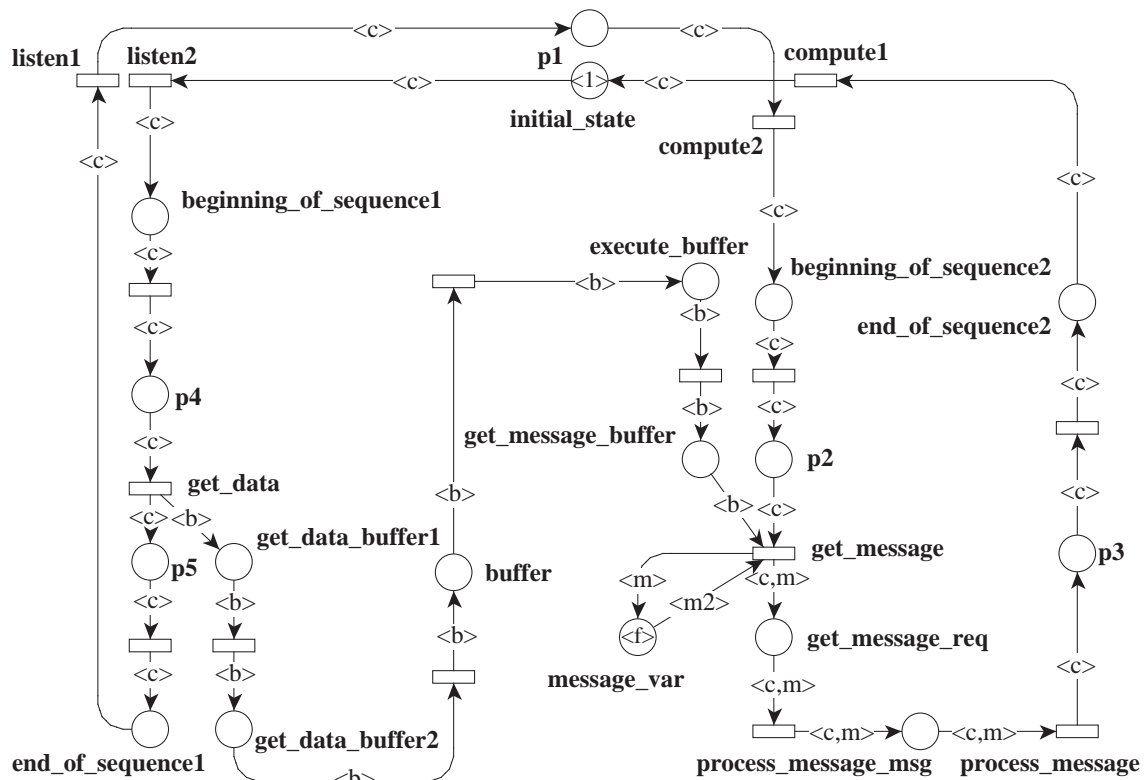 <c>
<c>
listen1
listen2
p1
compute1
<c>
<1>
<c>
<c>
<c>
initial_state
compute2
<c>
<c>
beginning_of_sequence1
<c>
<c>
execute_buffer
beginning_of_sequence2
<b>
<b>
<c>
end_of_sequence2
<c>
<c>
p4
<b>
<c>
<c>
get_message_buffer
p2
get_data
<b>
<b>
<c>
<c>
<c>
<b>
get_data_buffer1
get_message
p3
p5
buffer
<m>
<c,m>
<c>
<b>
<m2>
<b>
<f>
get_message_req
<c>
<b>
message_var
<c,m>
<c>
end_of_sequence1
get_data_buffer2
<c,m>
<c,m>
process_message_msg
process_message
<b>